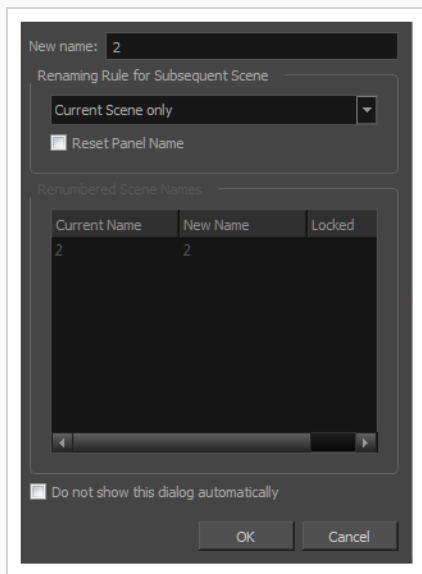 New name: 2
Renaming Rule for Subsequent Scene
Current Scene only
Reset Panel Name
Renumbered Scene Names
Current Name New Name Locked
2 2
Do not show this dialog automatically
OK Cancel